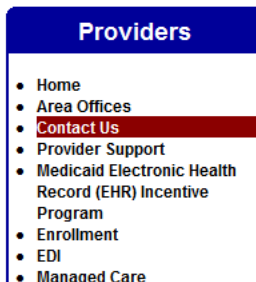 Providers
Home
Area Offices
Contact Us
Provider Support
Medicaid Electronic Health
Record (EHR) Incentive
Program
Enrollment
EDI
Managed Care